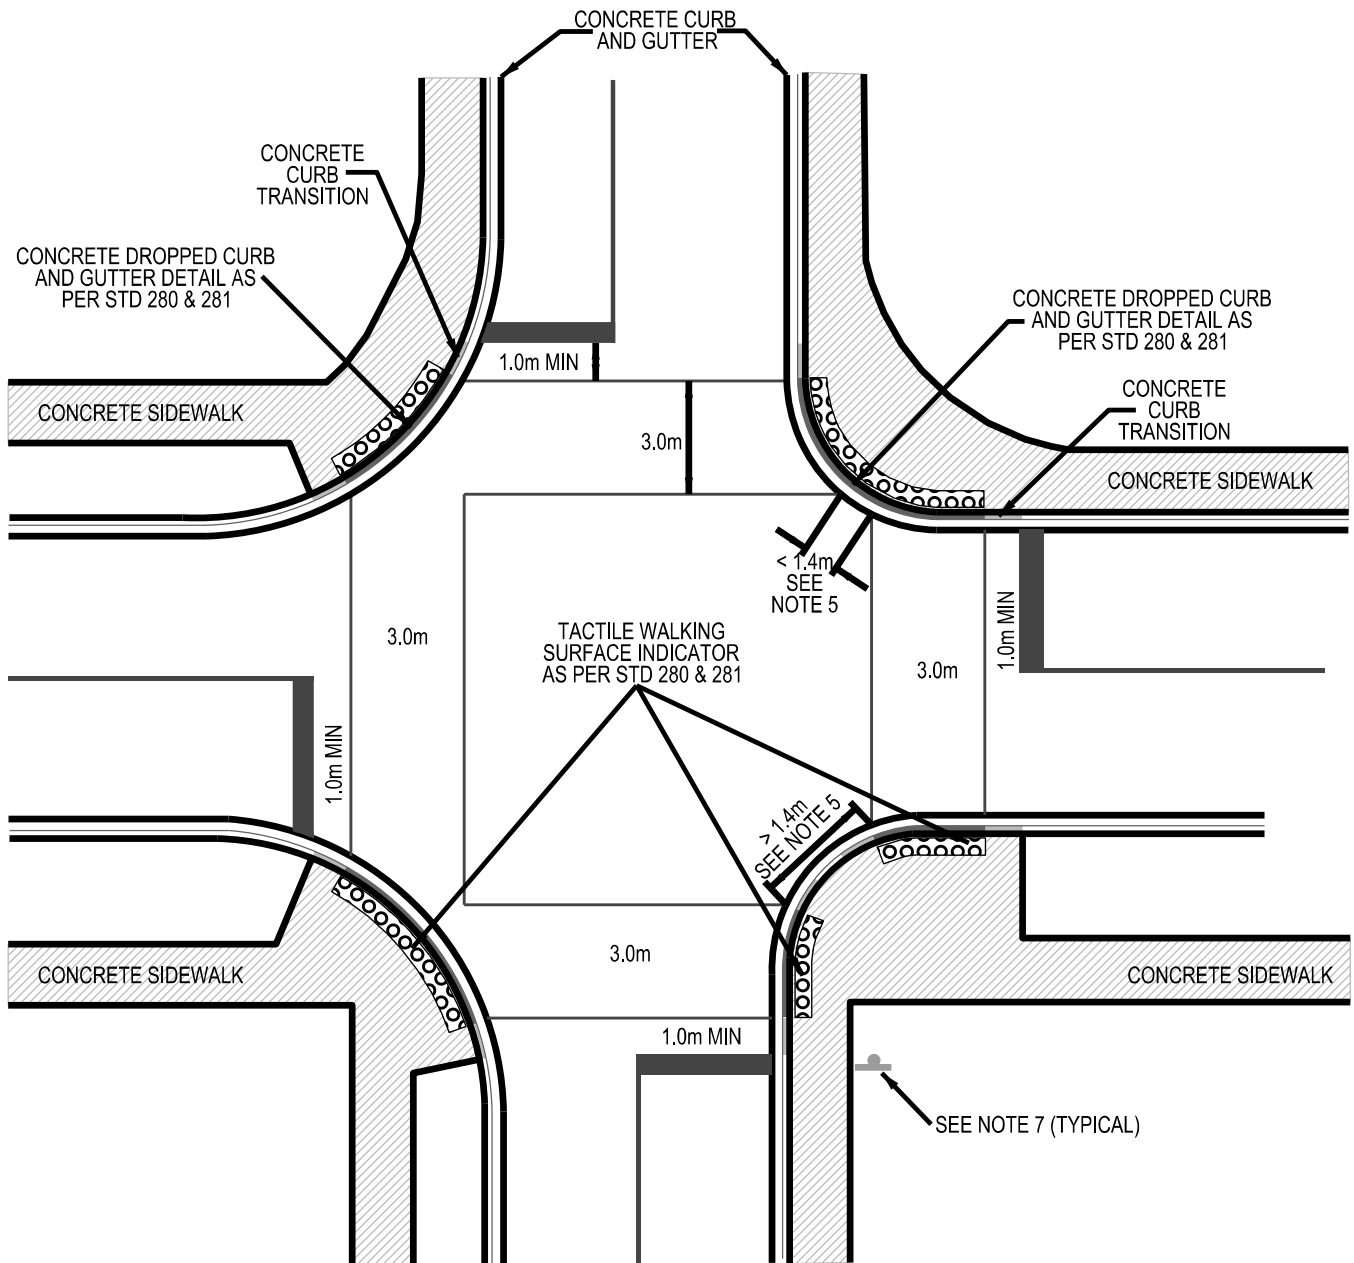 CONCRETE CURB
AND GUTTER
CONCRETE
CURB
TRANSITION
CONCRETE DROPPED CURB
AND GUTTER DETAIL AS
PER STD 280 & 281
CONCRETE DROPPED CURB
AND GUTTER DETAIL AS
PER STD 280 & 281
1.0m MIN
CONCRETE
CURB
TRANSITION
CONCRETE SIDEWALK
3.0m
CONCRETE SIDEWALK
< 1.4m
SEE
NOTE 5
1.0m MIN
3.0m
TACTILE WALKING
SURFACE INDICATOR
AS PER STD 280 & 281
3.0m
1.0m MIN
> 1.4m
SEE NOTE 5
3.0m
CONCRETE SIDEWALK
CONCRETE SIDEWALK
1.0m MIN
SEE NOTE 7 (TYPICAL)